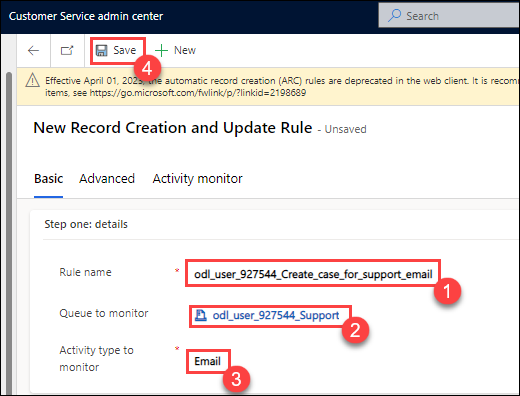 Customer Service admin center
Search
Save
New
4
Effective April 01, 2023, the automatic record creation (ARC) rules are deprecated in the web client. It is recom
items, see https://go.microsoft.com/fwlink/p/?linkid=2198689
New Record Creation and Update Rule - Unsaved
Basic Advanced Activity monitor
Step one: details
Rule name * odl_user_927544_Create_case_for_support_email
1
Queue to monitor odl_user_927544_Support
2
Activity type to * Email
monitor
3